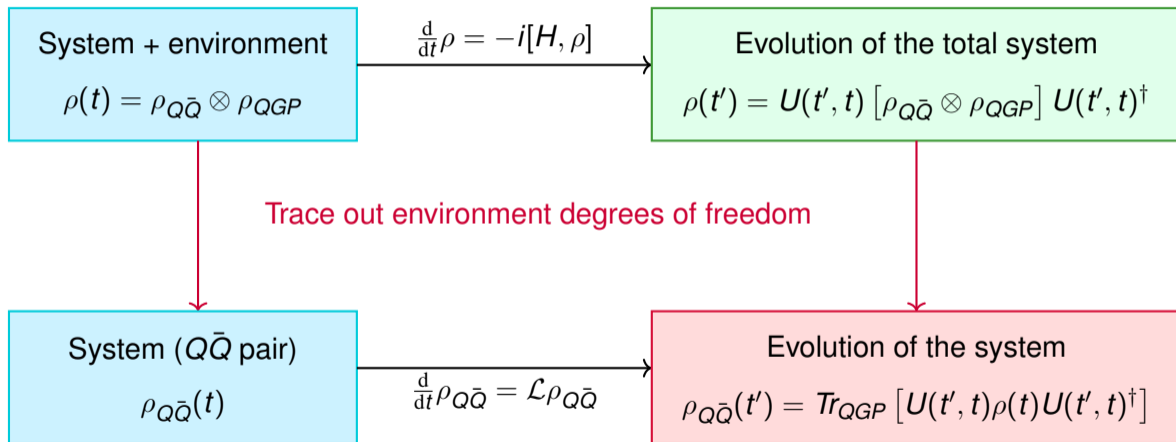 System + environment
ρ(t) = ρ_{QQ̄} ⊗ ρ_{QGP}
d/dt ρ = −i[H, ρ]
Evolution of the total system
ρ(t′) = U(t′, t) [ρ_{QQ̄} ⊗ ρ_{QGP}] U(t′, t)†
Trace out environment degrees of freedom
System (QQ̄ pair)
ρ_{QQ̄}(t)
d/dt ρ_{QQ̄} = ℒρ_{QQ̄}
Evolution of the system
ρ_{QQ̄}(t′) = Tr_{QGP} [U(t′, t)ρ(t)U(t′, t)†]